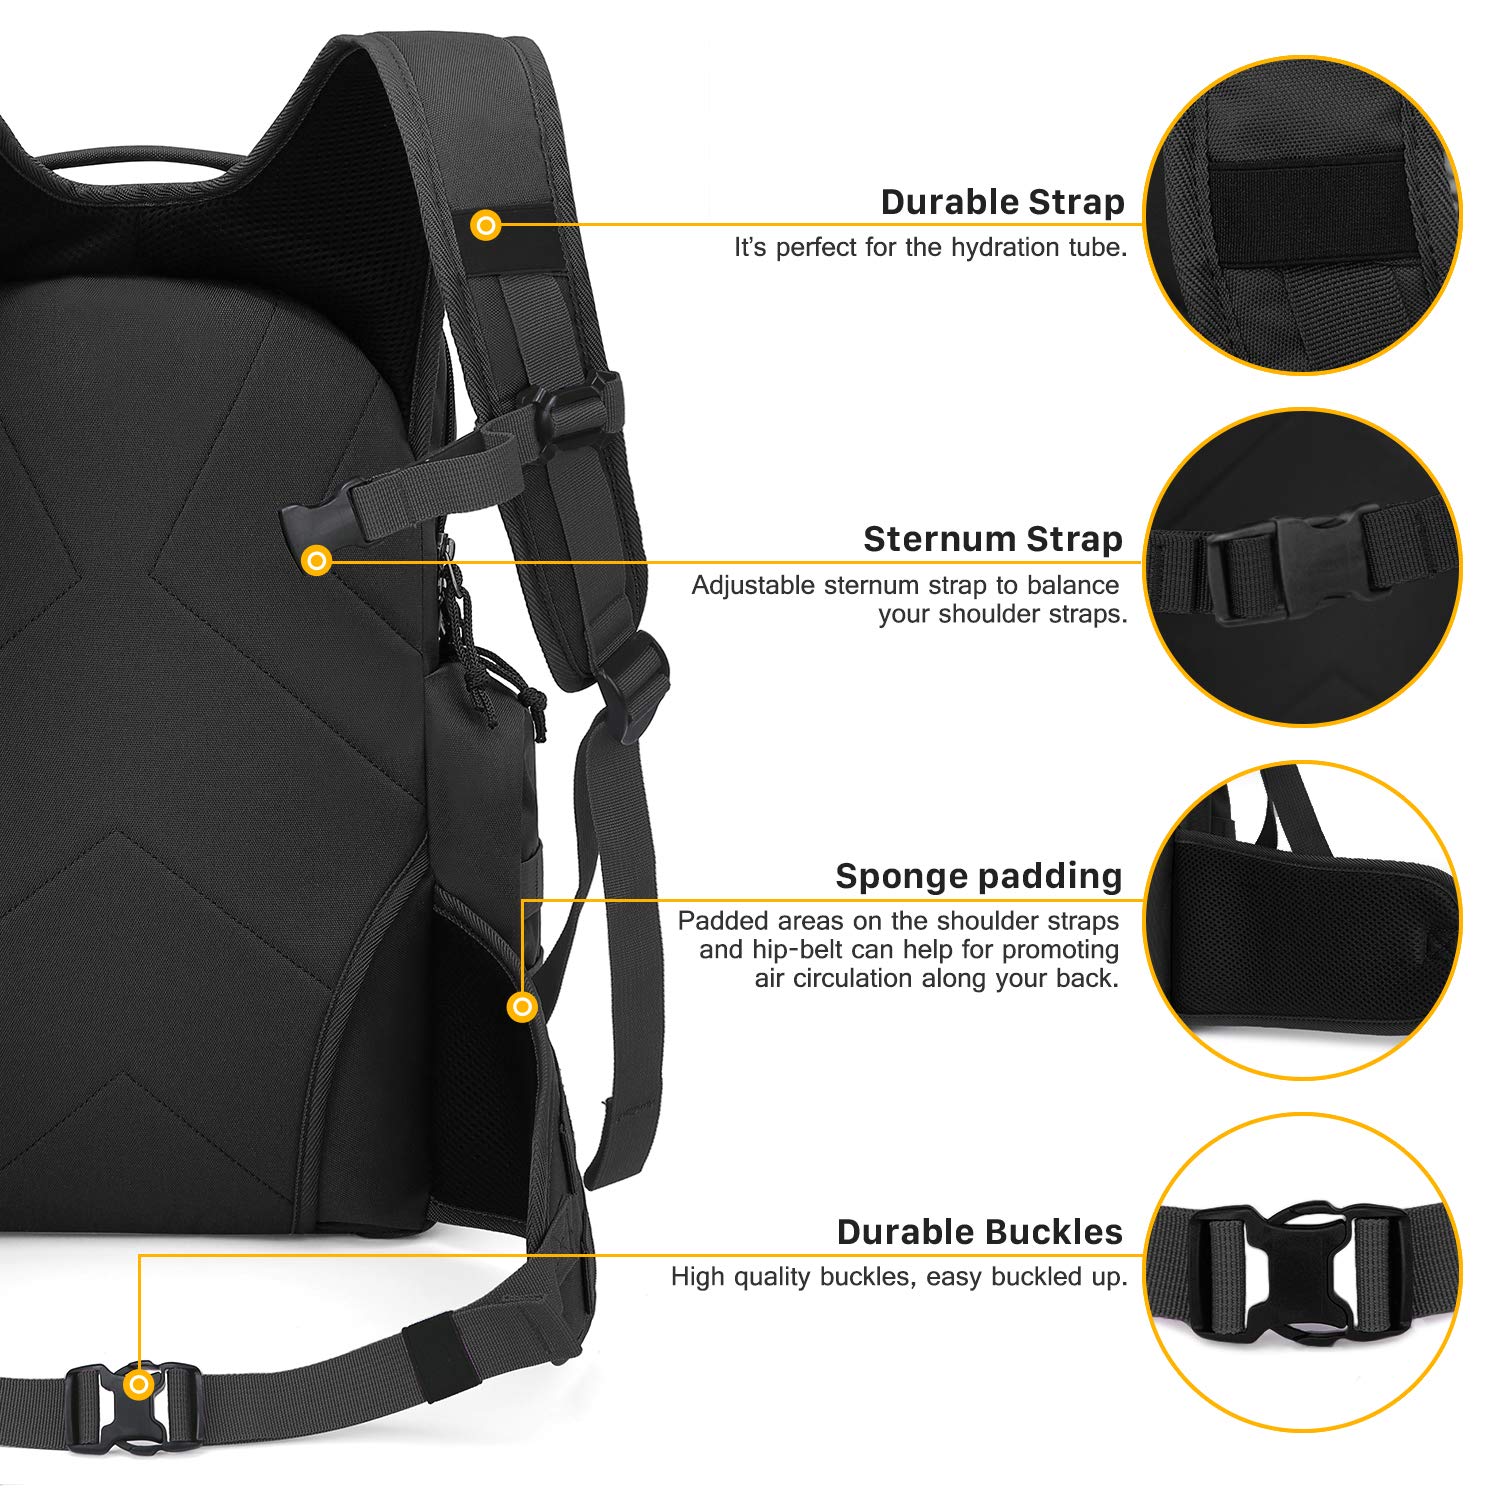 Durable Strap
It's perfect for the hydration tube.
Sternum Strap
Adjustable sternum strap to balance
your shoulder straps.
Sponge padding
Padded areas on the shoulder straps
and hip-belt can help for promoting
air circulation along your back.
Durable Buckles
High quality buckles, easy buckled up.